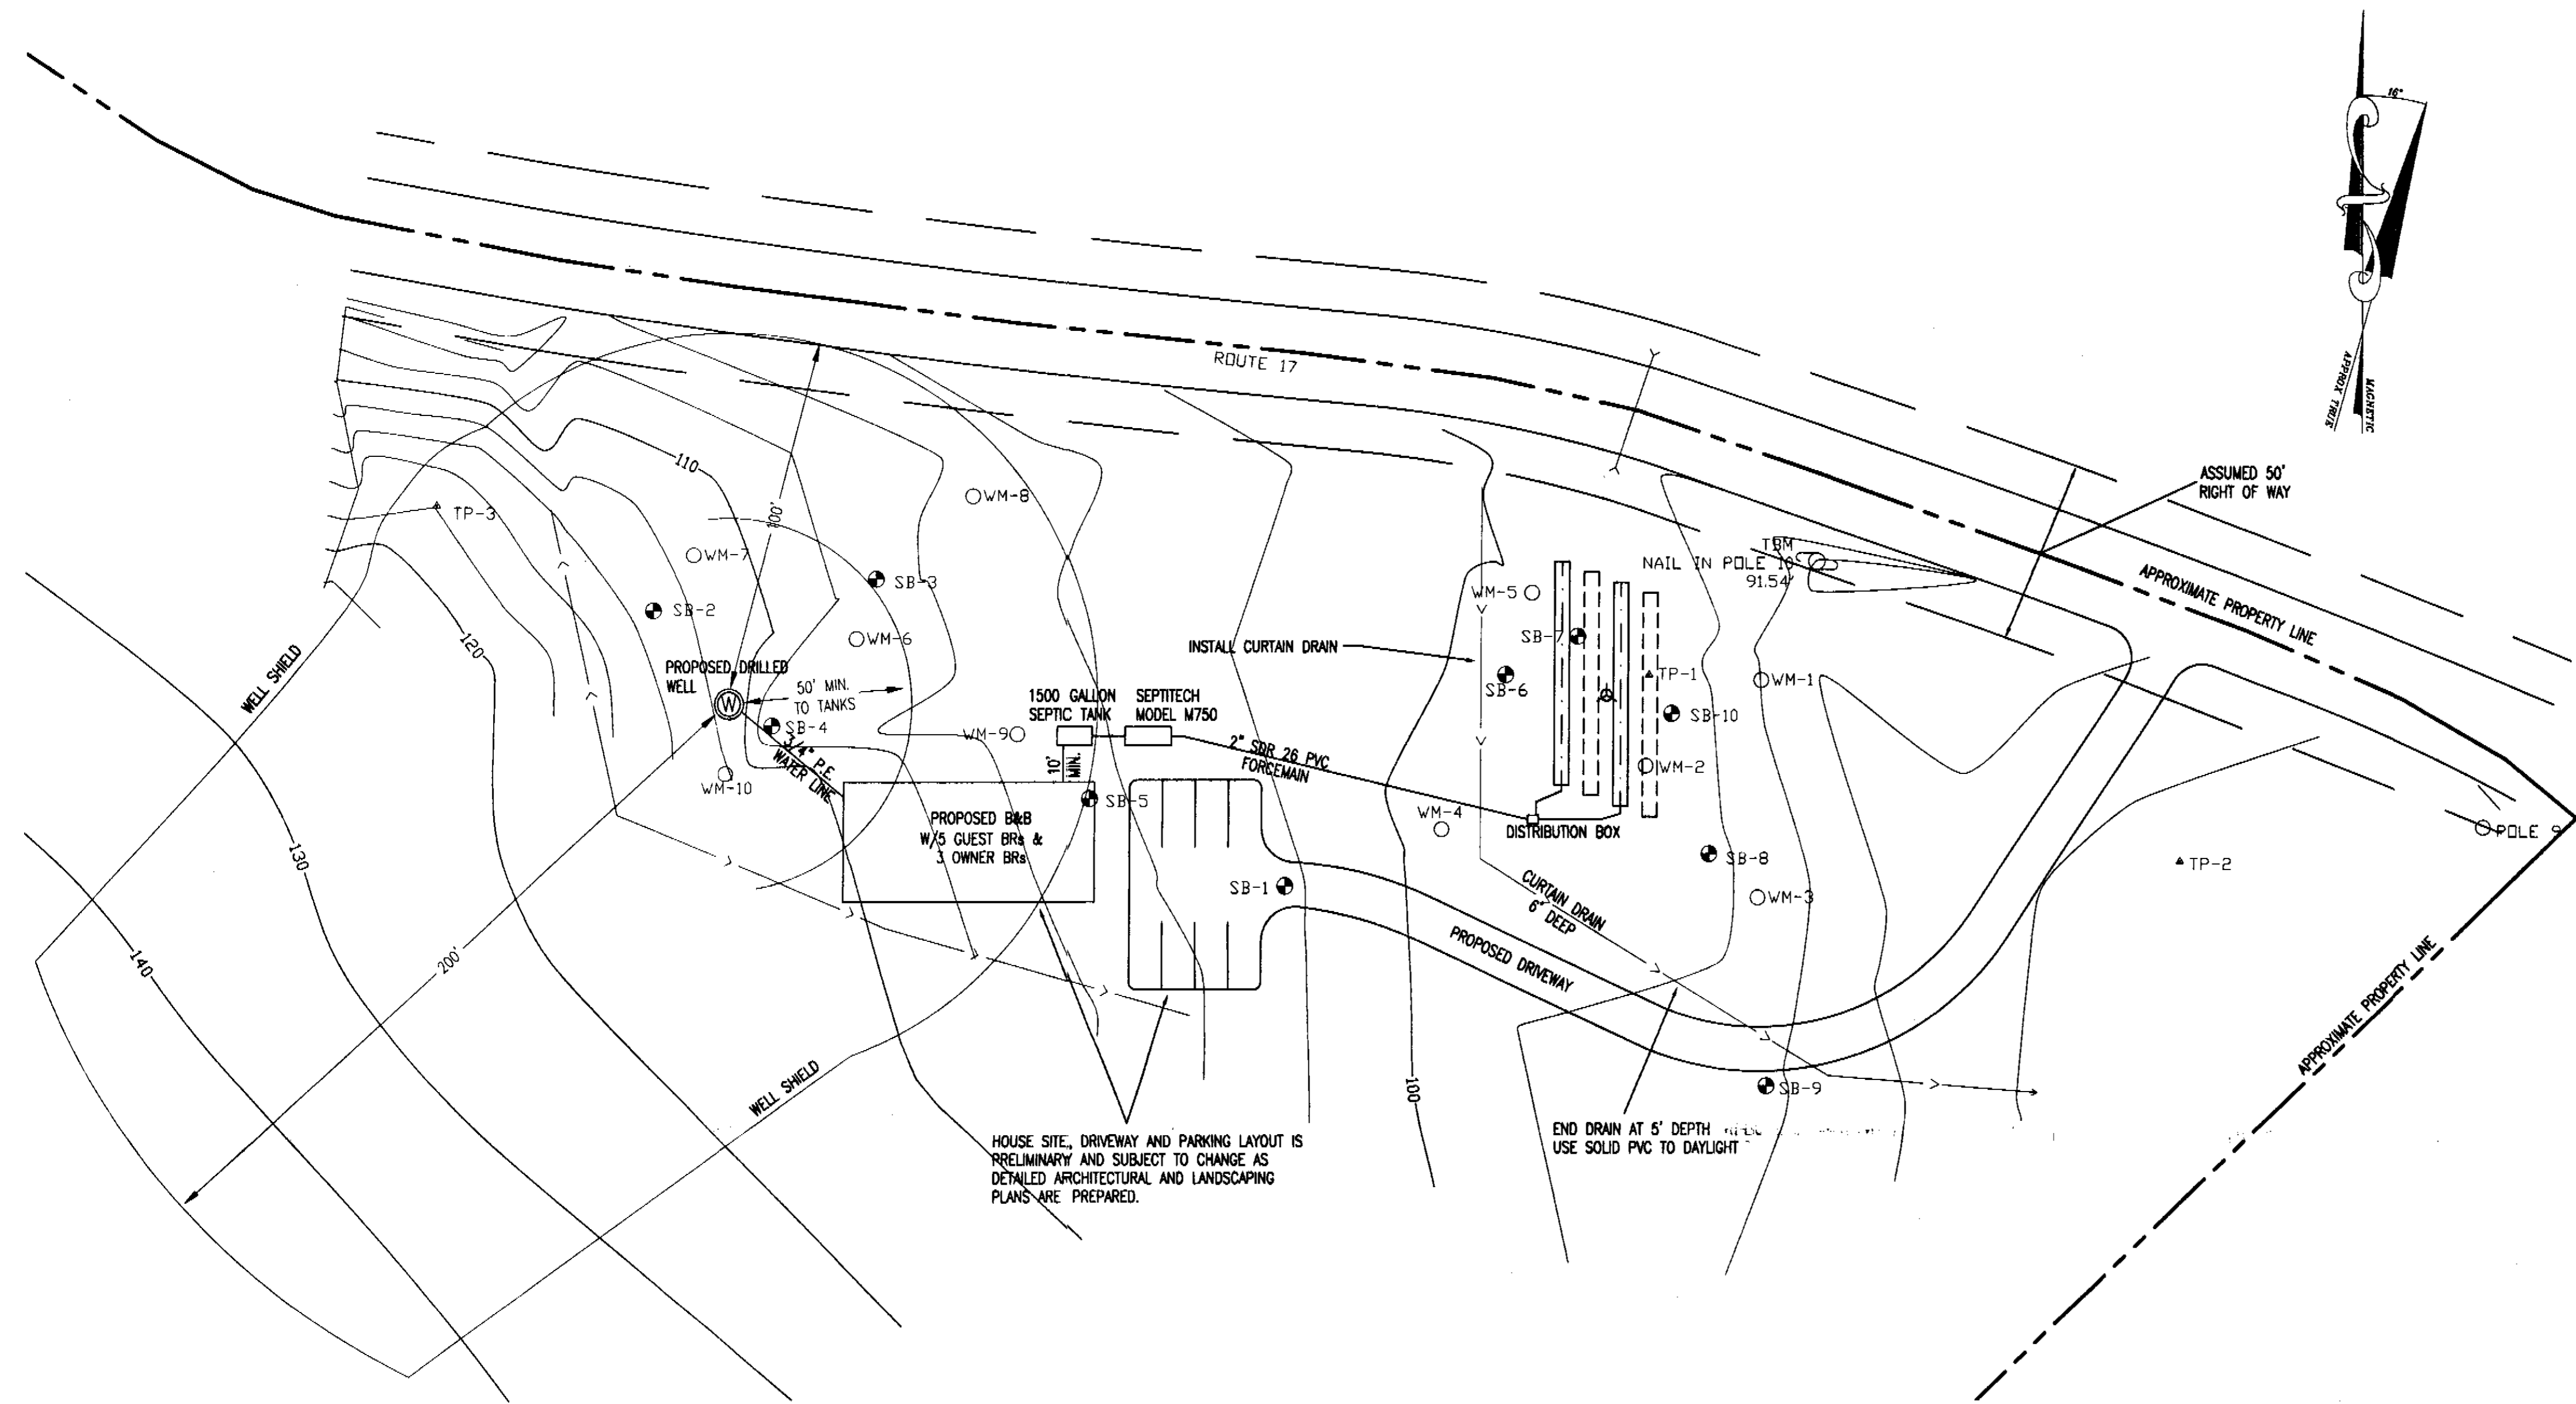 16°
APPROX TRUE
MAGNETIC
ROUTE 17
ASSUMED 50'
RIGHT OF WAY
110
WM-8
TP-3
100'
WM-7
TBM
NAIL IN POLE 10
91.54'
APPROXIMATE PROPERTY LINE
SB-3
SB-2
WM-5
120
WM-6
SB-7
INSTALL CURTAIN DRAIN
WELL SHIELD
PROPOSED DRILLED
WELL
50' MIN.
TO TANKS
W
1500 GALLON
SEPTIC TANK
SEPTITECH
MODEL M750
SB-6
TP-1
WM-1
SB-10
SB-4
WM-9
3/4" P.E.
WATER LINE
10'
MIN.
2" SDR 26 PVC
FORCEMAIN
WM-2
WM-10
SB-5
PROPOSED B&B
W/5 GUEST BRs &
3 OWNER BRs
WM-4
DISTRIBUTION BOX
POLE 9
130
SB-8
TP-2
SB-1
CURTAIN DRAIN
6' DEEP
WM-3
PROPOSED DRIVEWAY
140
200'
APPROXIMATE PROPERTY LINE
WELL SHIELD
100
SB-9
HOUSE SITE, DRIVEWAY AND PARKING LAYOUT IS
PRELIMINARY AND SUBJECT TO CHANGE AS
DETAILED ARCHITECTURAL AND LANDSCAPING
PLANS ARE PREPARED.
END DRAIN AT 5' DEPTH
USE SOLID PVC TO DAYLIGHT